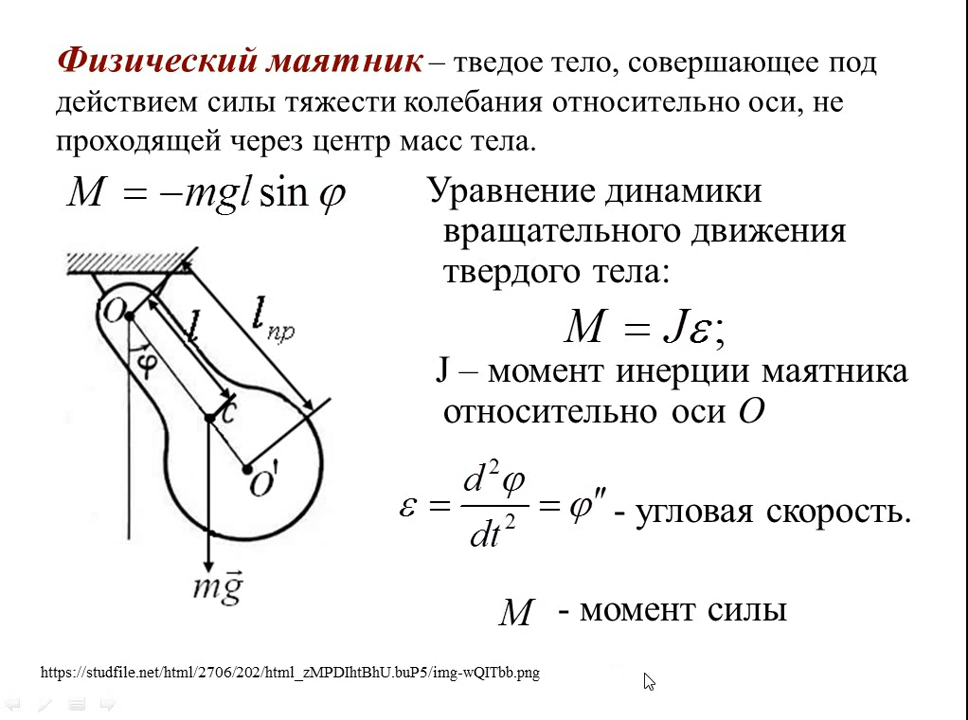 Физический маятник – тведое тело, совершающее под
действием силы тяжести колебания относительно оси, не
проходящей через центр масс тела.
M = −mgl sin φ
Уравнение динамики
вращательного движения
твердого тела:
M = Jε;
J – момент инерции маятника
относительно оси O
O
l
l пр
φ
C
O'
mg⃗
ε = d²φ/dt² = φ″ - угловая скорость.
M - момент силы
https://studfile.net/html/2706/202/html_zMPDIhtBhU.buP5/img-wQITbb.png